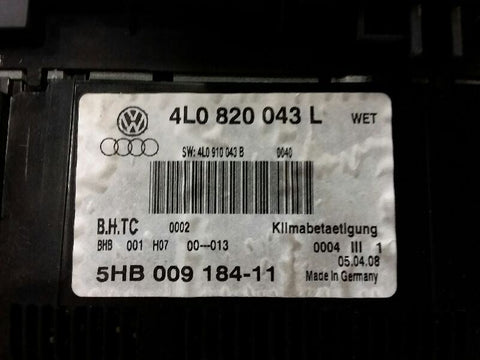 4L0 820 043 L WET
SW: 4L0 910 043 B 0040
B.H.TC 0002 Klimabetaetigung
BHB 001 H07 00---013 0004 III 1
05.04.08
5HB 009 184-11 Made in Germany